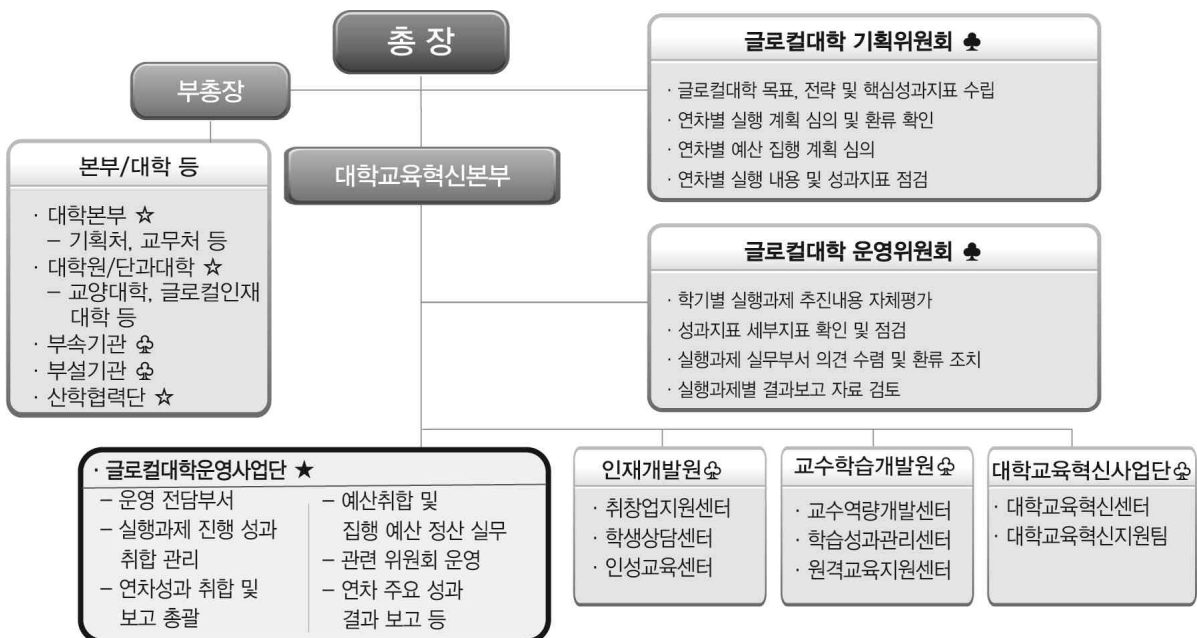 총 장
부총장
글로컬대학 기획위원회 ♣
· 글로컬대학 목표, 전략 및 핵심성과지표 수립
· 연차별 실행 계획 심의 및 환류 확인
· 연차별 예산 집행 계획 심의
· 연차별 실행 내용 및 성과지표 점검
본부/대학 등
· 대학본부 ☆
– 기획처, 교무처 등
· 대학원/단과대학 ☆
– 교양대학, 글로컬인재
대학 등
· 부속기관 ♧
· 부설기관 ♧
· 산학협력단 ☆
대학교육혁신본부
글로컬대학 운영위원회 ♣
· 학기별 실행과제 추진내용 자체평가
· 성과지표 세부지표 확인 및 점검
· 실행과제 실무부서 의견 수렴 및 환류 조치
· 실행과제별 결과보고 자료 검토
· 글로컬대학운영사업단 ★
– 운영 전담부서
– 실행과제 진행 성과
취합 관리
– 연차성과 취합 및
보고 총괄
– 예산취합 및
집행 예산 정산 실무
– 관련 위원회 운영
– 연차 주요 성과
결과 보고 등
인재개발원♧
· 취창업지원센터
· 학생상담센터
· 인성교육센터
교수학습개발원♧
· 교수역량개발센터
· 학습성과관리센터
· 원격교육지원센터
대학교육혁신사업단♧
· 대학교육혁신센터
· 대학교육혁신지원팀